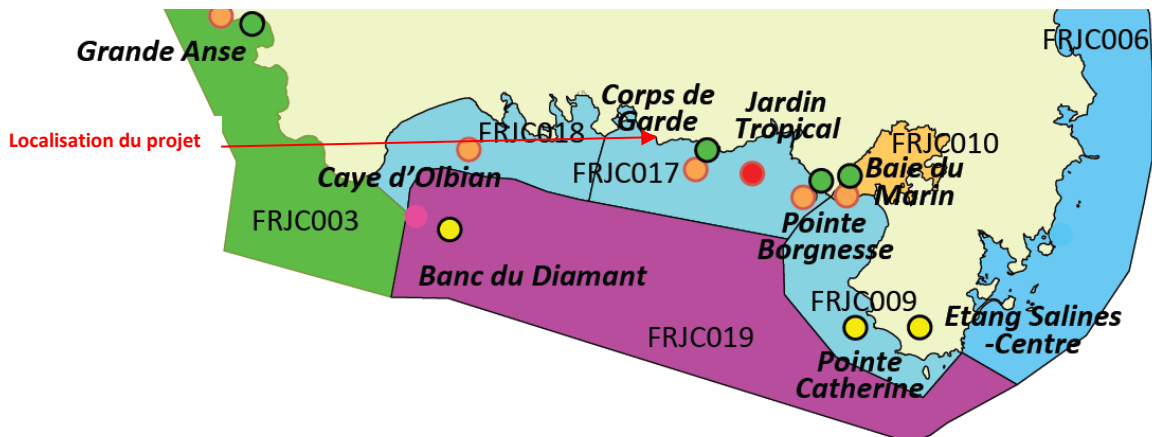 Grande Anse
FRJC006
Localisation du projet
Corps de
Garde
Jardin
Tropical
FRJC018
FRJC010
Caye d'Olbian
FRJC017
Baie du
Marin
FRJC003
Pointe
Borgnesse
Banc du Diamant
FRJC009
FRJC019
Etang Salines
-Centre
Pointe
Catherine